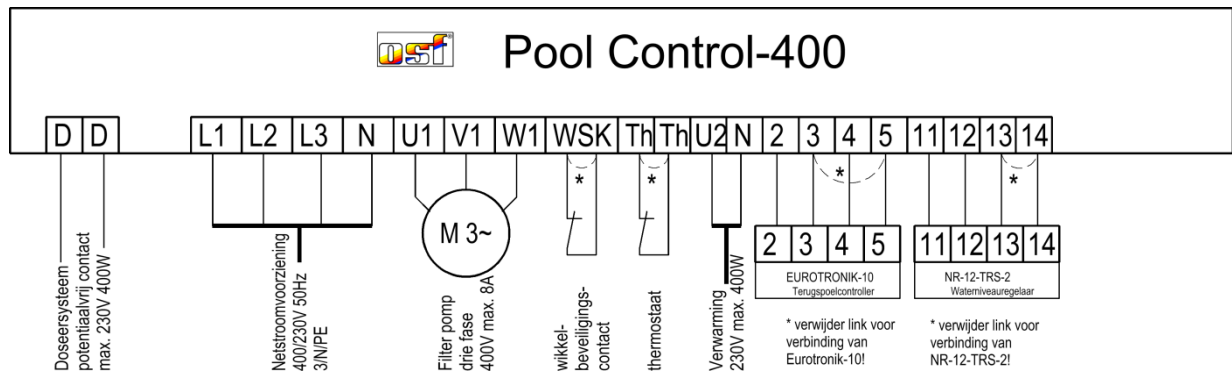 osf Pool Control-400
D D L1 L2 L3 N U1 V1 W1 WSK Th Th U2 N 2 3 4 5 11 12 13 14
* * * *
M 3~
2 3 4 5
11 12 13 14
Doseersysteem
potentiaalvrij contact
max. 230V 400W
Netstroomvoorziening
400/230V 50Hz
3/N/PE
Filter pomp
drie fase
400V max. 8A
wikkel-
beveiligings-
contact
thermostaat
Verwarming
230V max. 400W
EUROTRONIK-10
Terugspoelcontroller
* verwijder link voor
verbinding van
Eurotronik-10!
NR-12-TRS-2
Waterniveauregelaar
* verwijder link voor
verbinding van
NR-12-TRS-2!